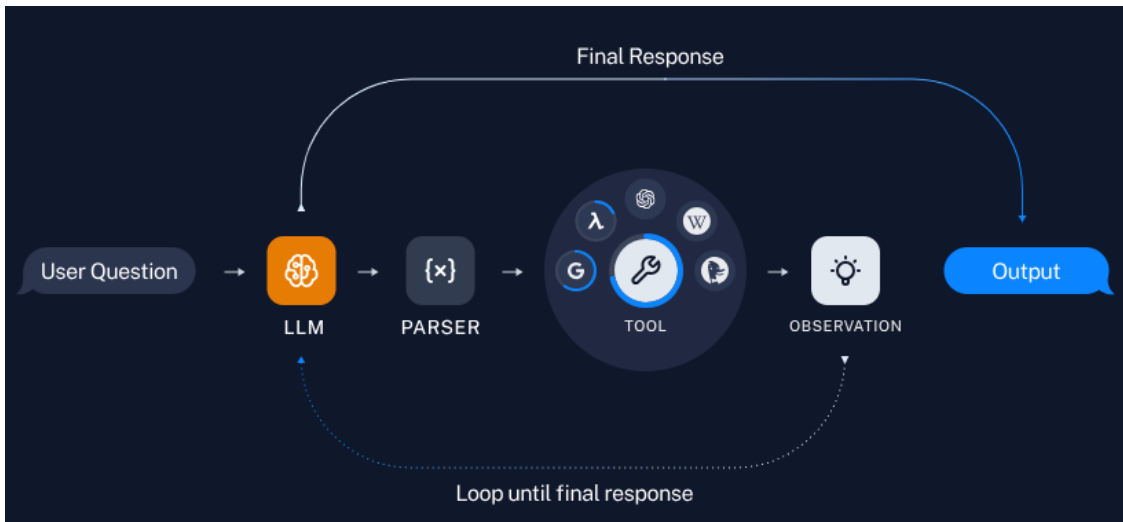 Final Response
User Question
{×}
λ
G
W
Output
LLM
PARSER
TOOL
OBSERVATION
Loop until final response